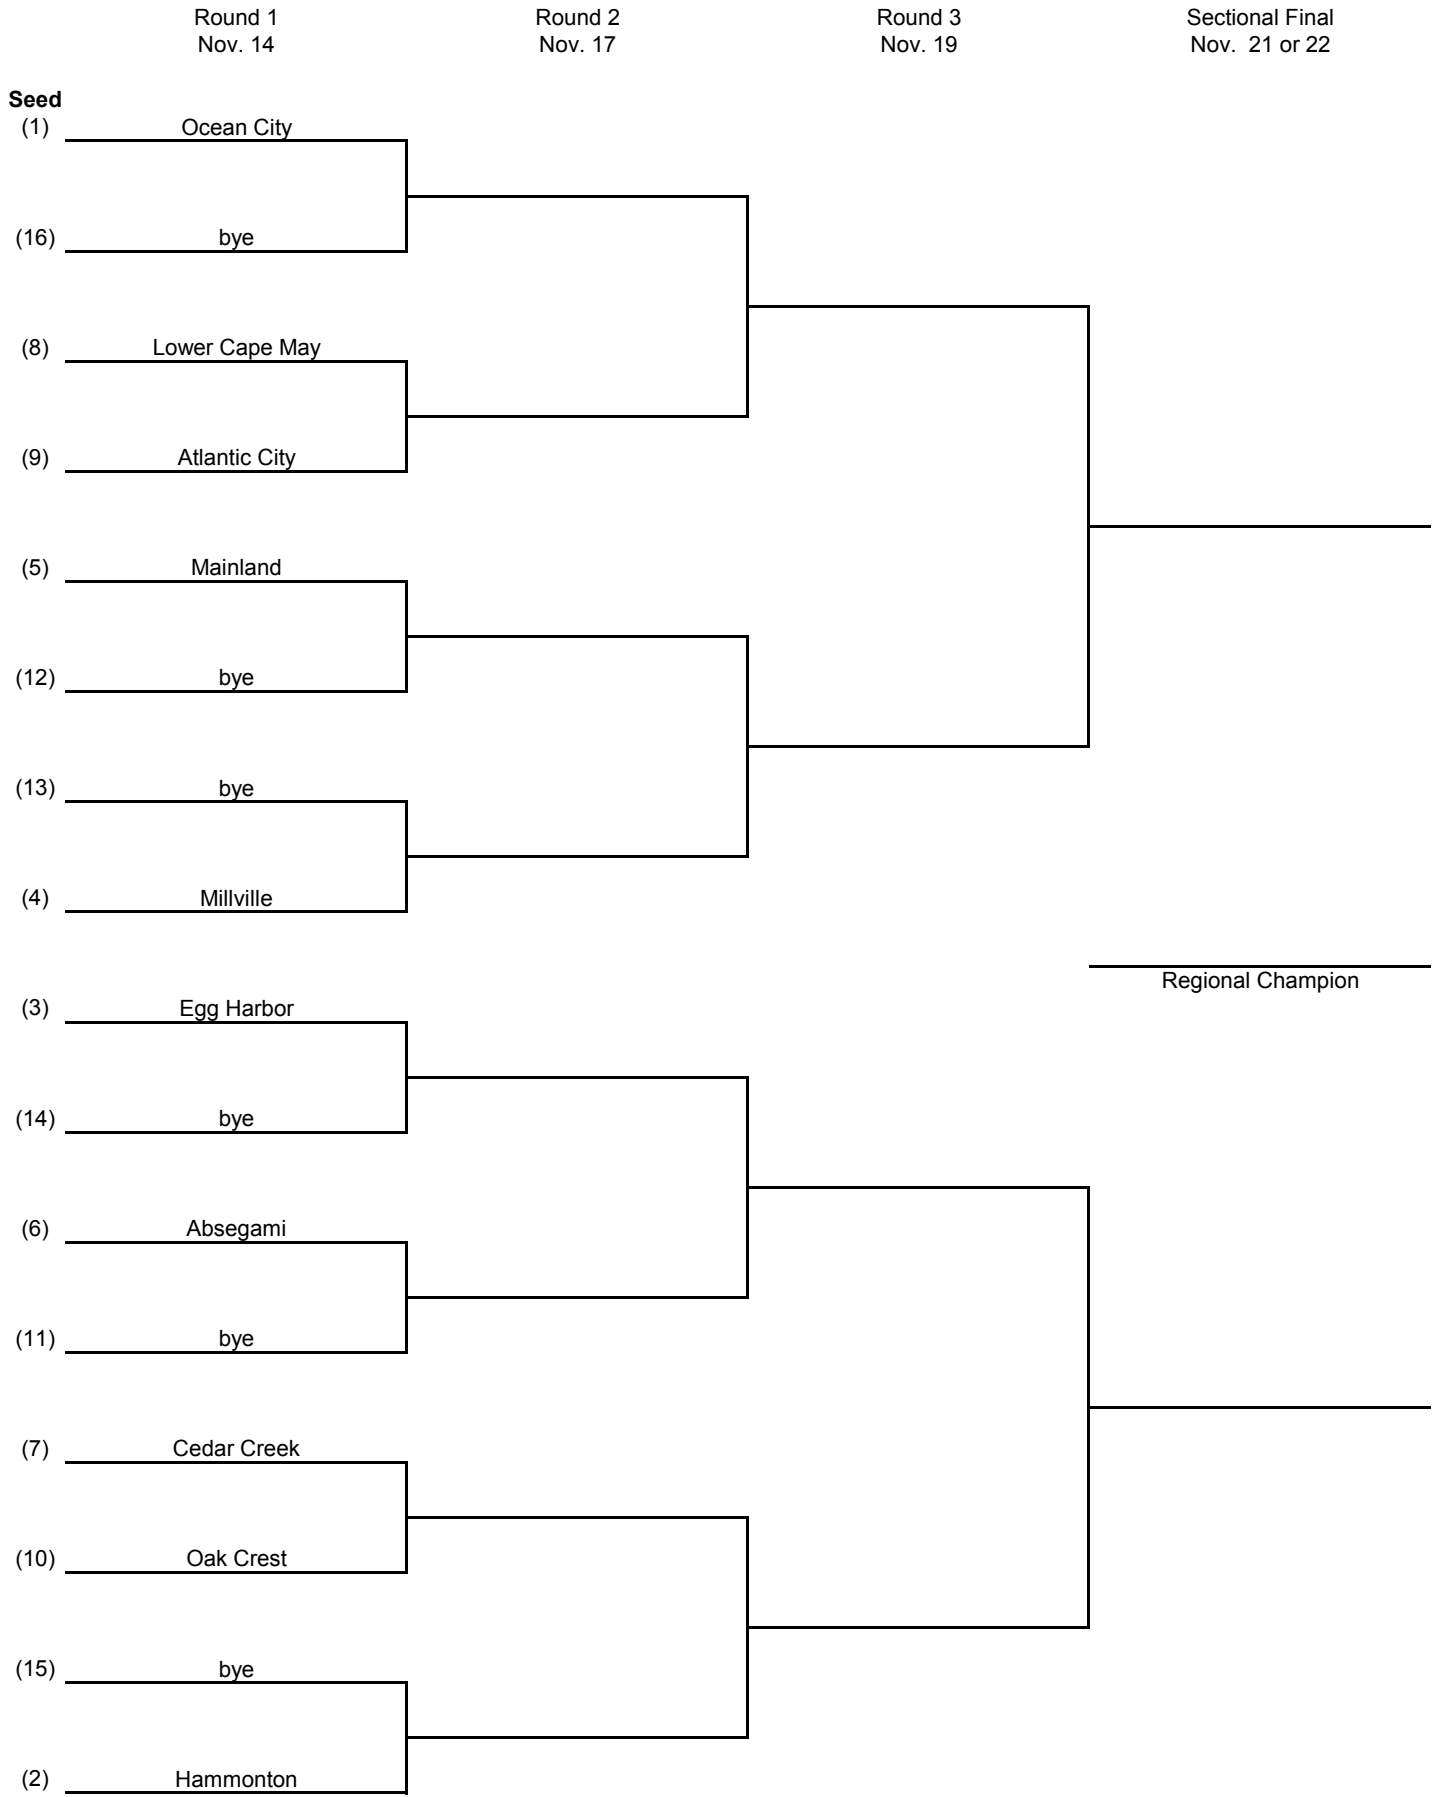 Round 1
Nov. 14
Round 2
Nov. 17
Round 3
Nov. 19
Sectional Final
Nov. 21 or 22
Seed
(1) Ocean City
(16) bye
(8) Lower Cape May
(9) Atlantic City
(5) Mainland
(12) bye
(13) bye
(4) Millville
Regional Champion
(3) Egg Harbor
(14) bye
(6) Absegami
(11) bye
(7) Cedar Creek
(10) Oak Crest
(15) bye
(2) Hammonton